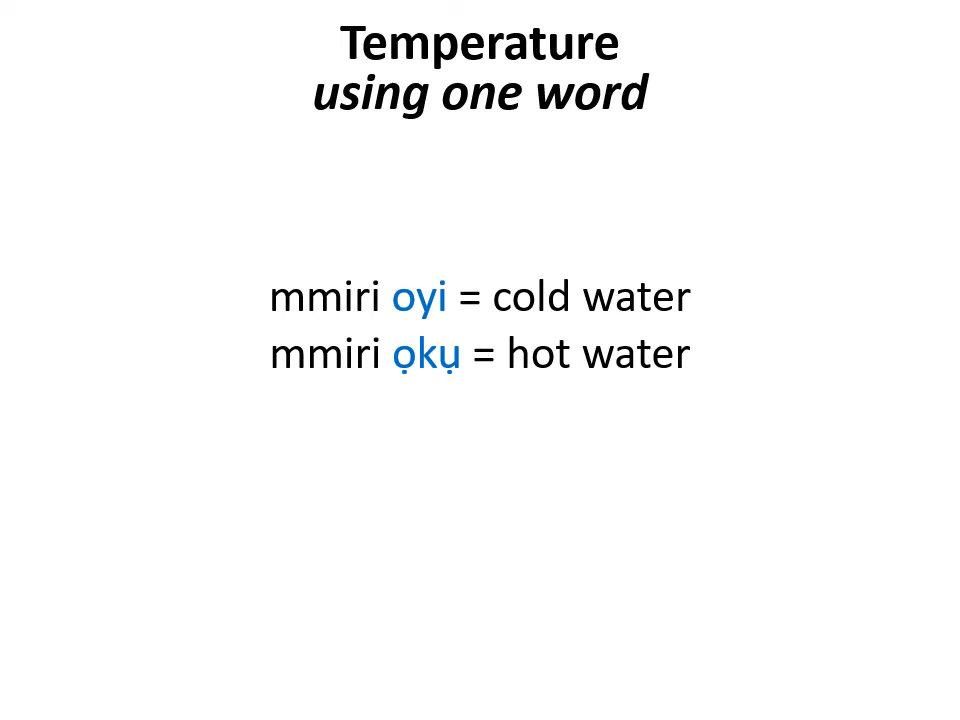 Temperature
using one word
mmiri oyi = cold water
mmiri ọkụ = hot water